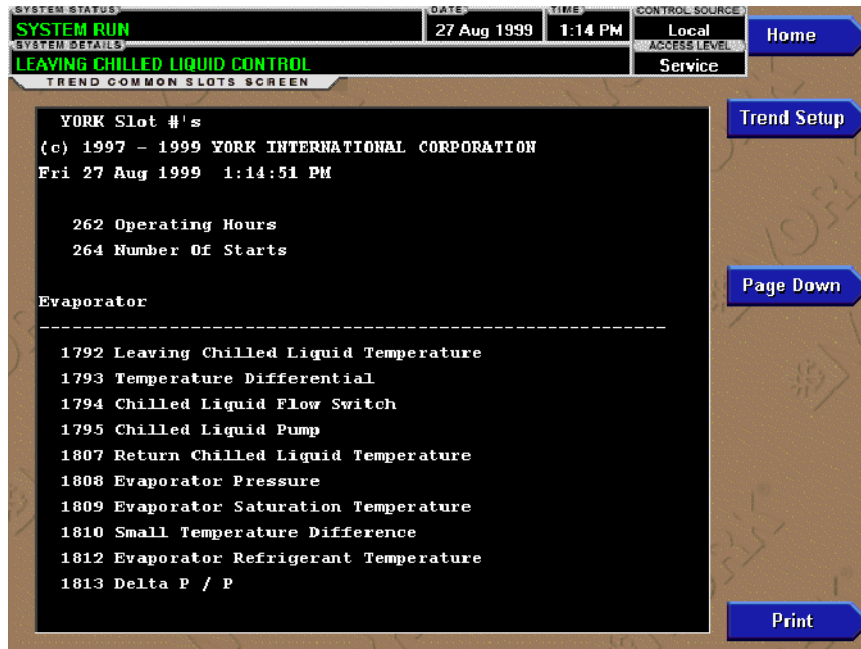 SYSTEM STATUS
SYSTEM RUN
DATE
27 Aug 1999
TIME
1:14 PM
CONTROL SOURCE
Local
SYSTEM DETAILS
LEAVING CHILLED LIQUID CONTROL
ACCESS LEVEL
Service
TREND COMMON SLOTS SCREEN
Home
Trend Setup
Page Down
Print
YORK Slot #'s
(c) 1997 - 1999 YORK INTERNATIONAL CORPORATION
Fri 27 Aug 1999 1:14:51 PM
262 Operating Hours
264 Number Of Starts
Evaporator
----------------------------------------------------------
1792 Leaving Chilled Liquid Temperature
1793 Temperature Differential
1794 Chilled Liquid Flow Switch
1795 Chilled Liquid Pump
1807 Return Chilled Liquid Temperature
1808 Evaporator Pressure
1809 Evaporator Saturation Temperature
1810 Small Temperature Difference
1812 Evaporator Refrigerant Temperature
1813 Delta P / P